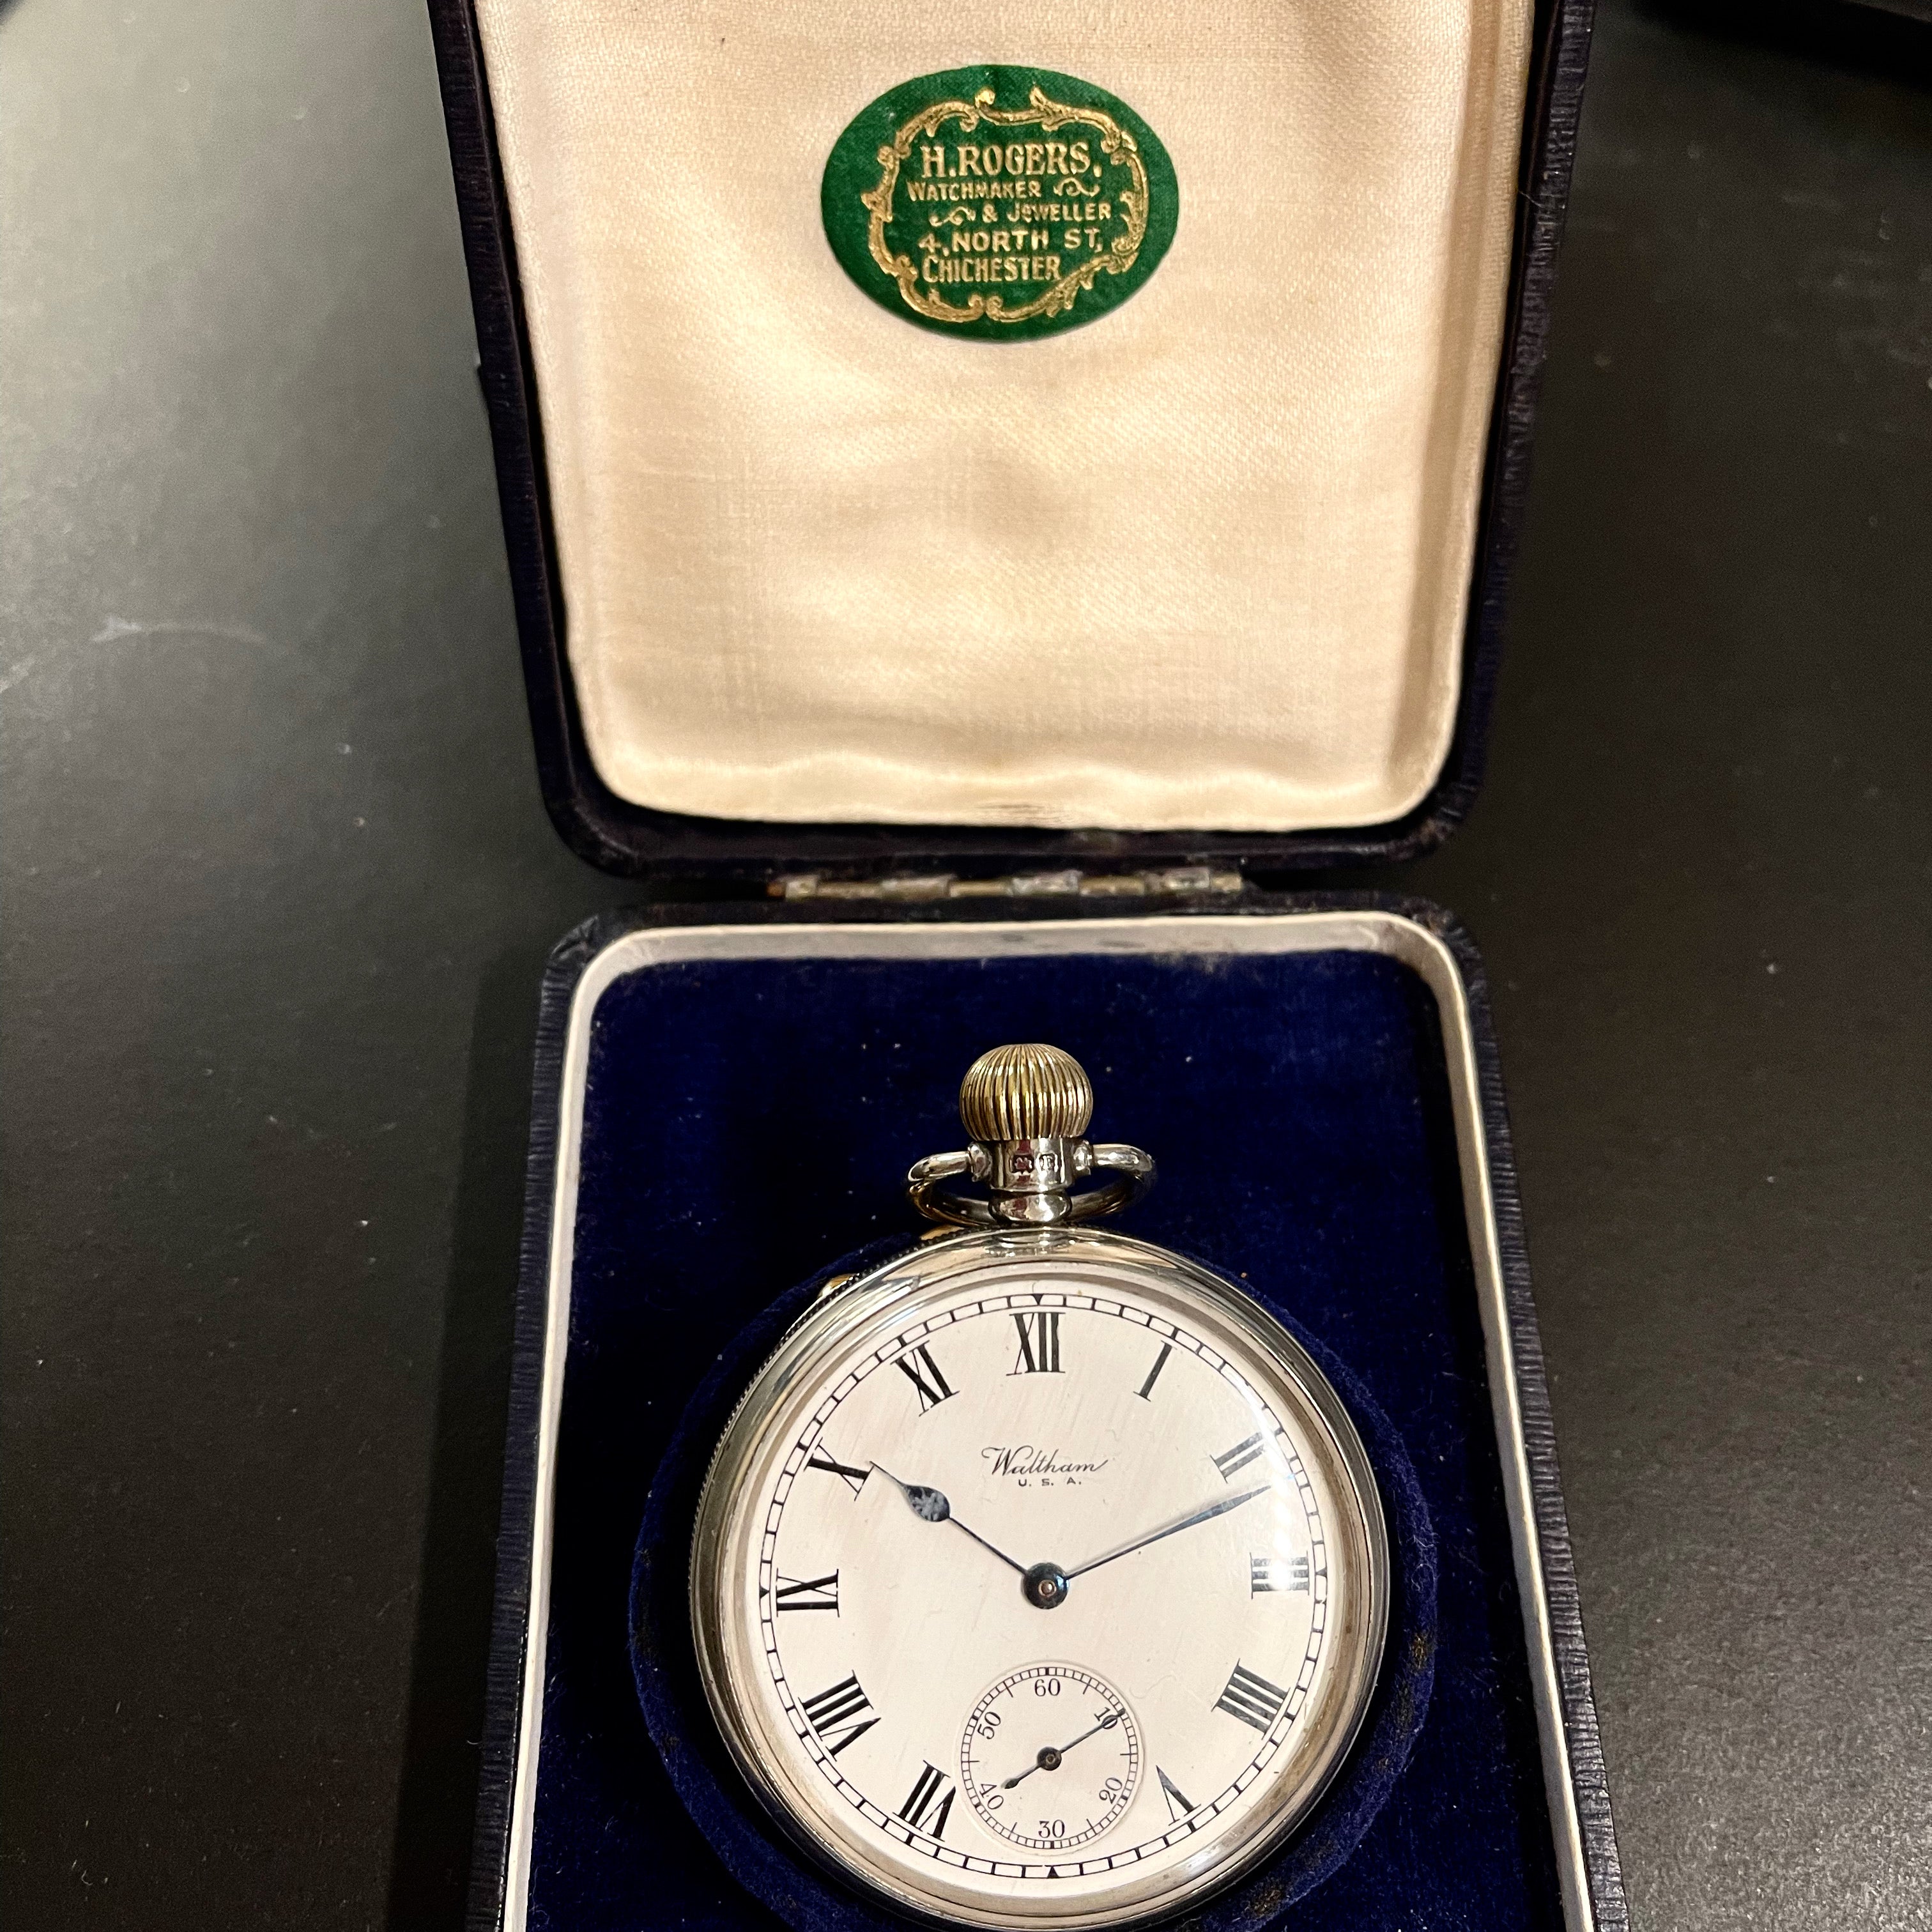 H. ROGERS,
WATCHMAKER
& JEWELLER
4, NORTH ST,
CHICHESTER
XII
I
II
III
IIII
V
VII
VIII
IX
X
XI
Waltham
U. S. A.
60
10
20
30
40
50